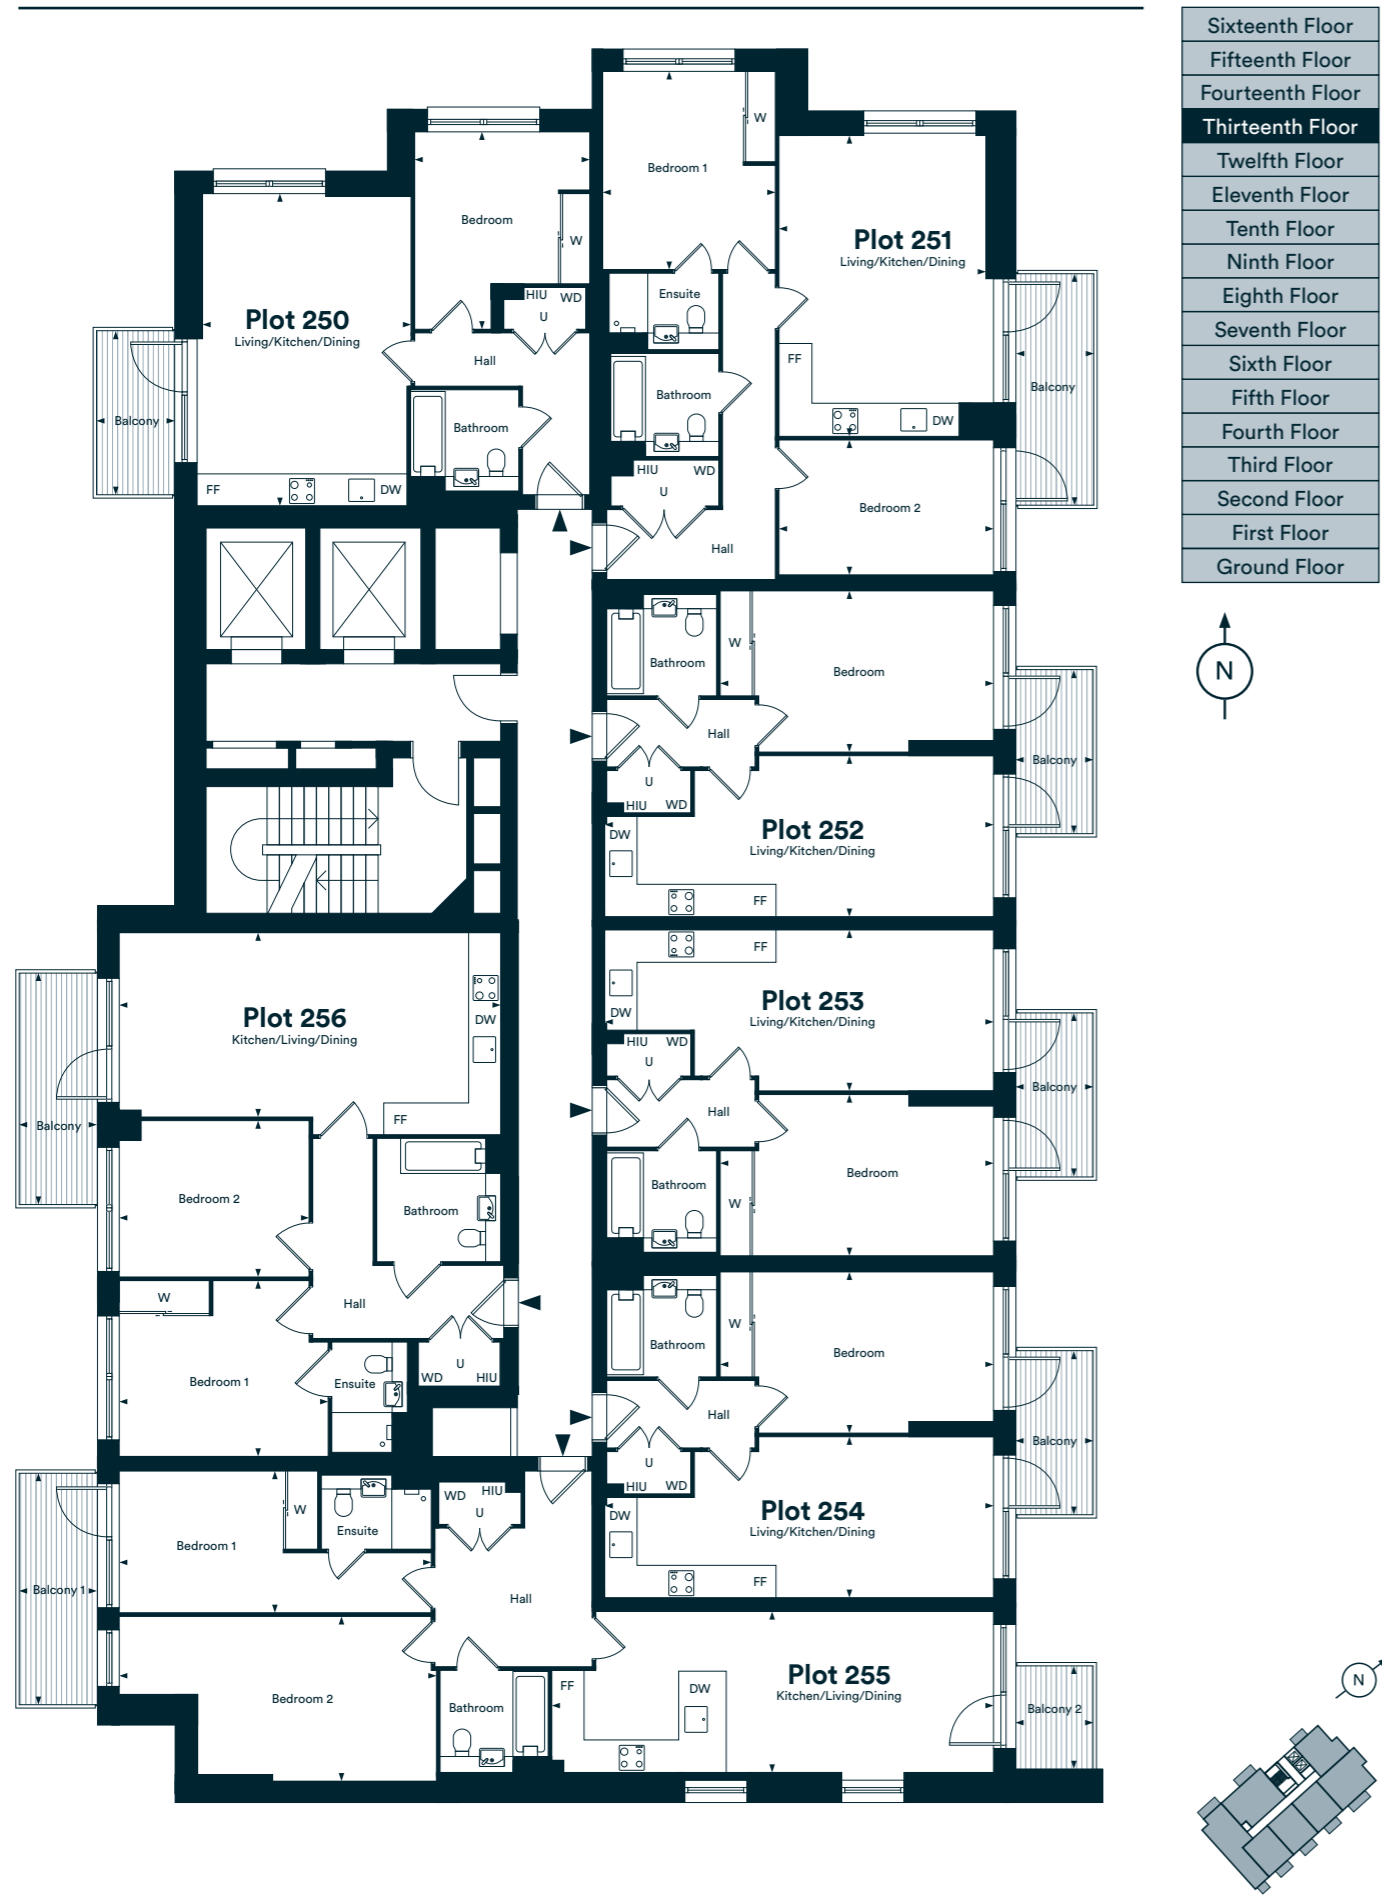 Sixteenth Floor
Fifteenth Floor
Fourteenth Floor
Thirteenth Floor
Twelfth Floor
Eleventh Floor
Tenth Floor
Ninth Floor
Eighth Floor
Seventh Floor
Sixth Floor
Fifth Floor
Fourth Floor
Third Floor
Second Floor
First Floor
Ground Floor
N
Plot 250
Living/Kitchen/Dining
Balcony
FF
DW
Bedroom
W
HIU
WD
U
Hall
Bathroom
Bedroom 1
W
Plot 251
Living/Kitchen/Dining
Ensuite
FF
DW
Balcony
Bathroom
HIU
WD
U
Hall
Bedroom 2
Bathroom
W
Bedroom
Hall
U
HIU
WD
Balcony
Plot 252
Living/Kitchen/Dining
DW
FF
FF
Plot 253
Living/Kitchen/Dining
DW
HIU
WD
U
Hall
Balcony
Bathroom
W
Bedroom
Plot 256
Kitchen/Living/Dining
DW
FF
Balcony
Bedroom 2
Bathroom
W
Hall
Bedroom 1
Ensuite
U
WD
HIU
Bathroom
W
Bedroom
Hall
U
HIU
WD
Balcony
Plot 254
Living/Kitchen/Dining
DW
FF
Bedroom 1
W
Ensuite
WD
HIU
U
Balcony 1
Hall
Bedroom 2
Bathroom
FF
DW
Plot 255
Kitchen/Living/Dining
Balcony 2
N